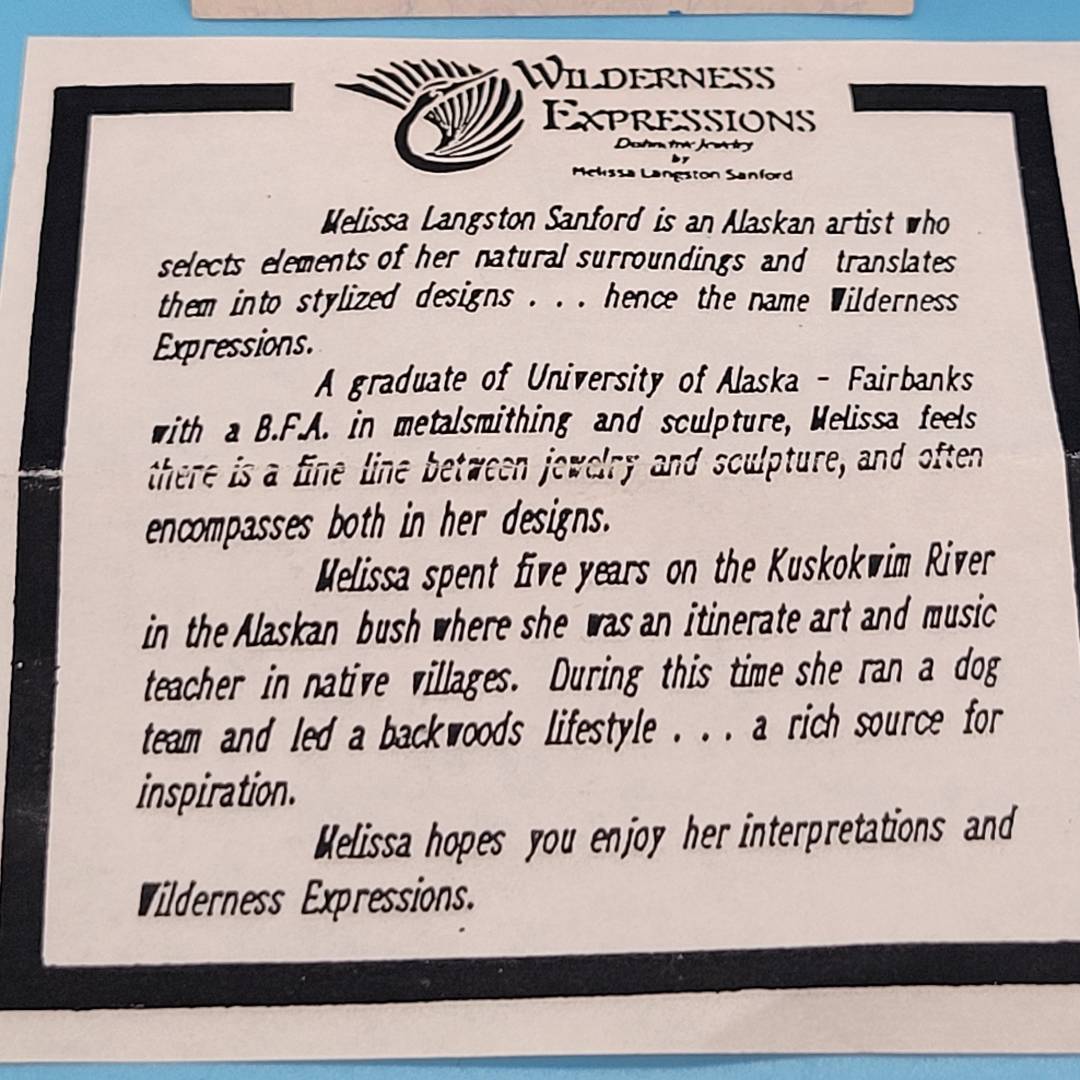 WILDERNESS
EXPRESSIONS
Jewelry
by
Melissa Langston Sanford
Melissa Langston Sanford is an Alaskan artist who
selects elements of her natural surroundings and translates
them into stylized designs . . . hence the name Wilderness
Expressions.
A graduate of University of Alaska - Fairbanks
with a B.F.A. in metalsmithing and sculpture, Melissa feels
there is a fine line between jewelry and sculpture, and often
encompasses both in her designs.
Melissa spent five years on the Kuskokwim River
in the Alaskan bush where she was an itinerate art and music
teacher in native villages. During this time she ran a dog
team and led a backwoods lifestyle . . . a rich source for
inspiration.
Melissa hopes you enjoy her interpretations and
Wilderness Expressions.